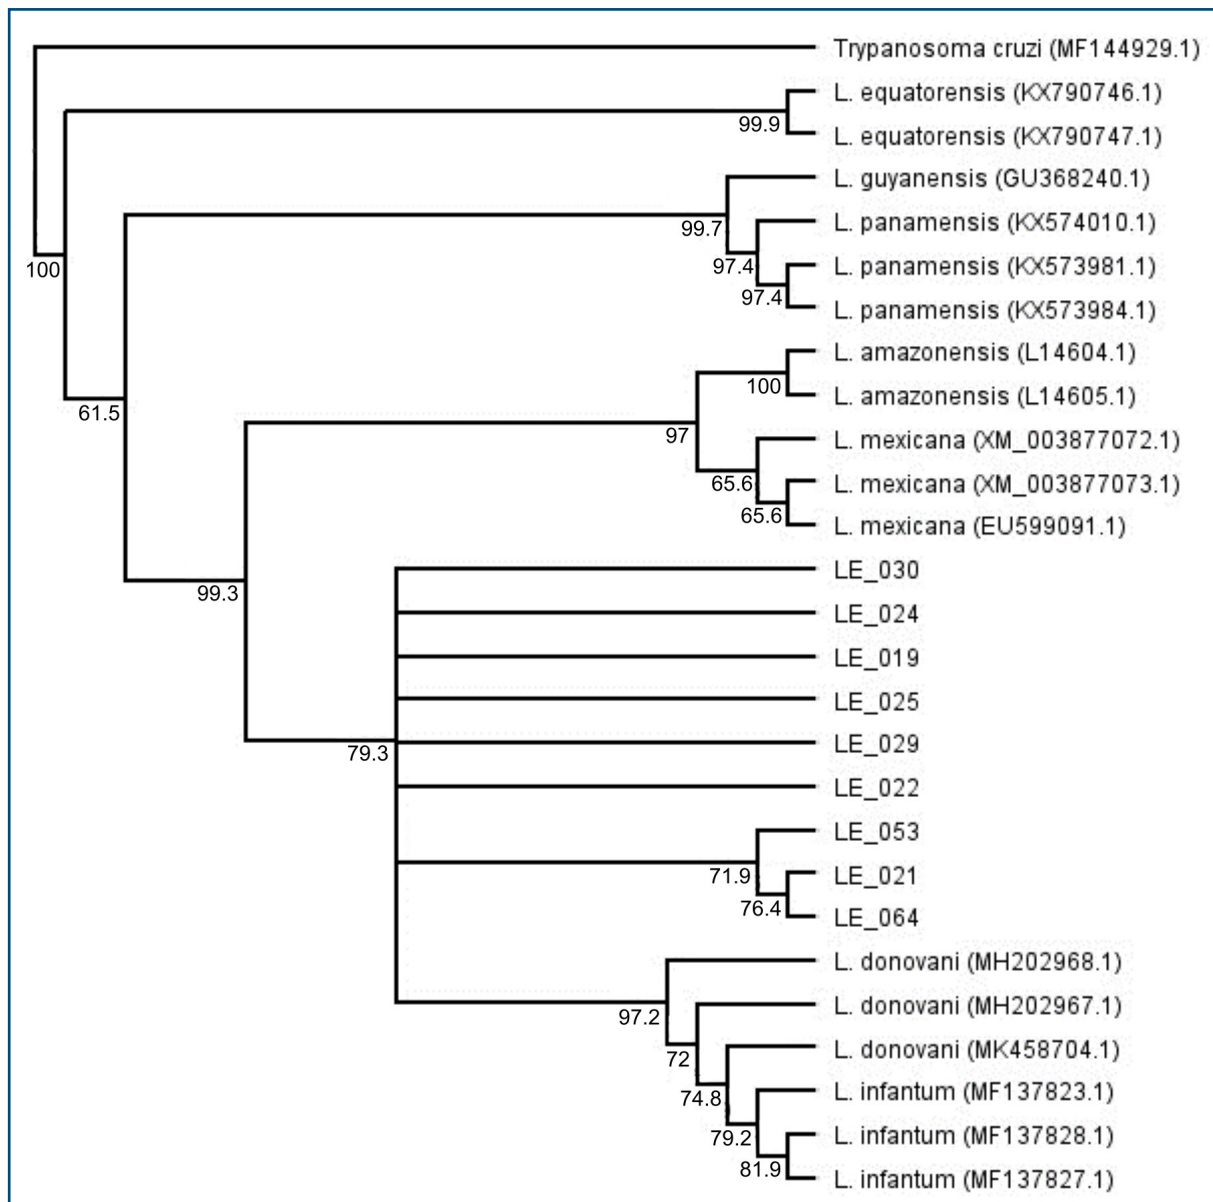 Trypanosoma cruzi (MF144929.1)
L. equatorensis (KX790746.1)
99.9
L. equatorensis (KX790747.1)
L. guyanensis (GU368240.1)
99.7
L. panamensis (KX574010.1)
97.4
L. panamensis (KX573981.1)
100
97.4
L. panamensis (KX573984.1)
L. amazonensis (L14604.1)
100
L. amazonensis (L14605.1)
61.5
97
L. mexicana (XM_003877072.1)
65.6
L. mexicana (XM_003877073.1)
65.6
L. mexicana (EU599091.1)
LE_030
99.3
LE_024
LE_019
LE_025
LE_029
79.3
LE_022
LE_053
71.9
LE_021
76.4
LE_064
L. donovani (MH202968.1)
97.2
L. donovani (MH202967.1)
72
L. donovani (MK458704.1)
74.8
L. infantum (MF137823.1)
79.2
L. infantum (MF137828.1)
81.9
L. infantum (MF137827.1)